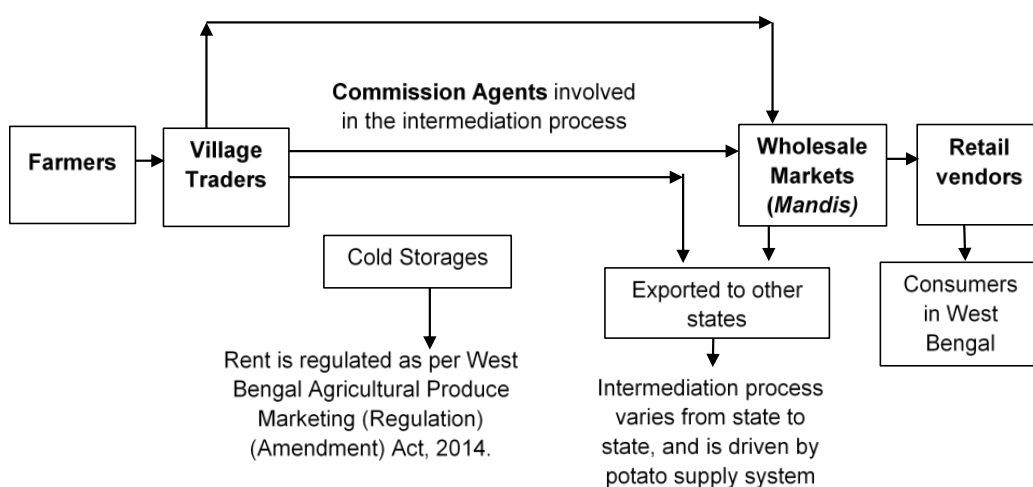 Commission Agents involved
in the intermediation process
Farmers
Village
Traders
Wholesale
Markets
(Mandis)
Retail
vendors
Cold Storages
Exported to other
states
Consumers
in West
Bengal
Rent is regulated as per West
Bengal Agricultural Produce
Marketing (Regulation)
(Amendment) Act, 2014.
Intermediation process
varies from state to
state, and is driven by
potato supply system